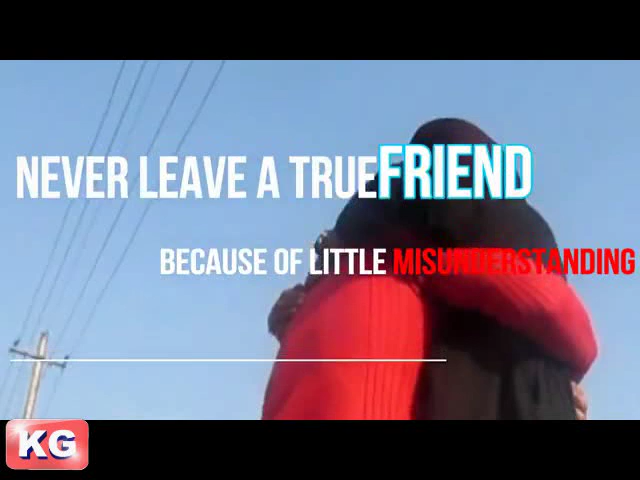 NEVER LEAVE A TRUE FRIEND
BECAUSE OF LITTLE MISUNDERSTANDING
KG